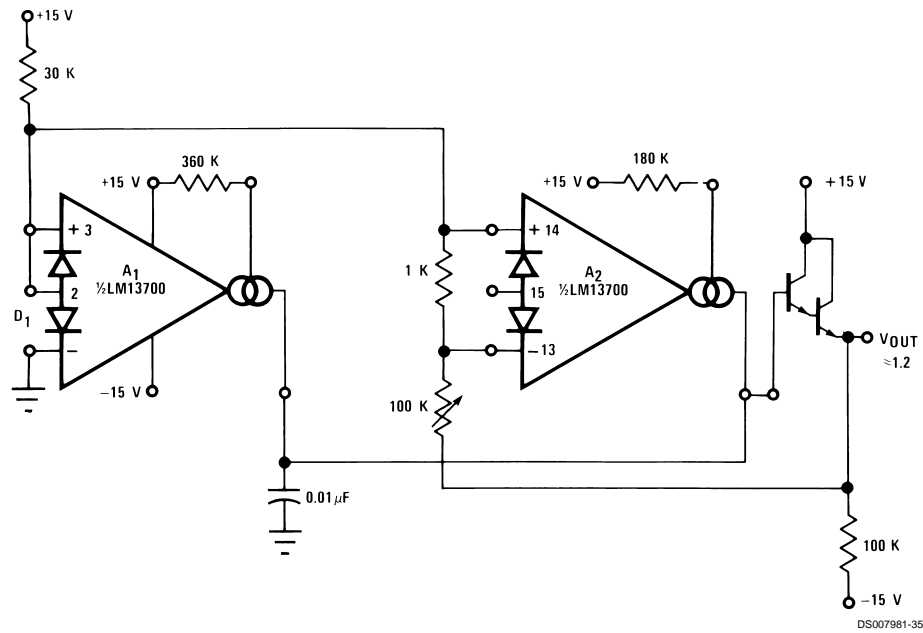 +15 V
30 K
360 K
+15 V
+ 3
A1
½LM13700
2
D1
−
−15 V
0.01 μF
180 K
+15 V
+ 14
A2
½LM13700
15
− 13
1 K
100 K
+15 V
VOUT
≈1.2
100 K
−15 V
DS007981-35